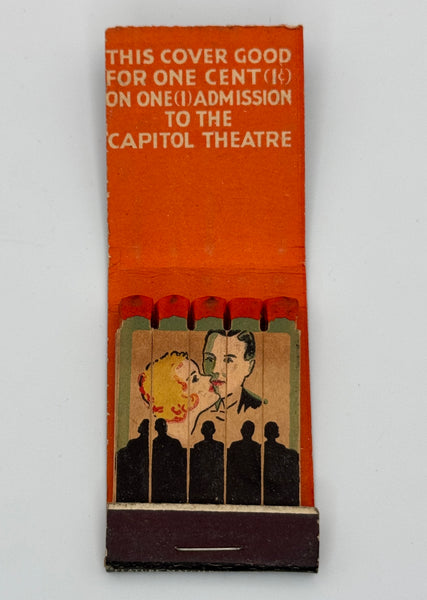 THIS COVER GOOD
FOR ONE CENT (1¢)
ON ONE (1) ADMISSION
TO THE
CAPITOL THEATRE